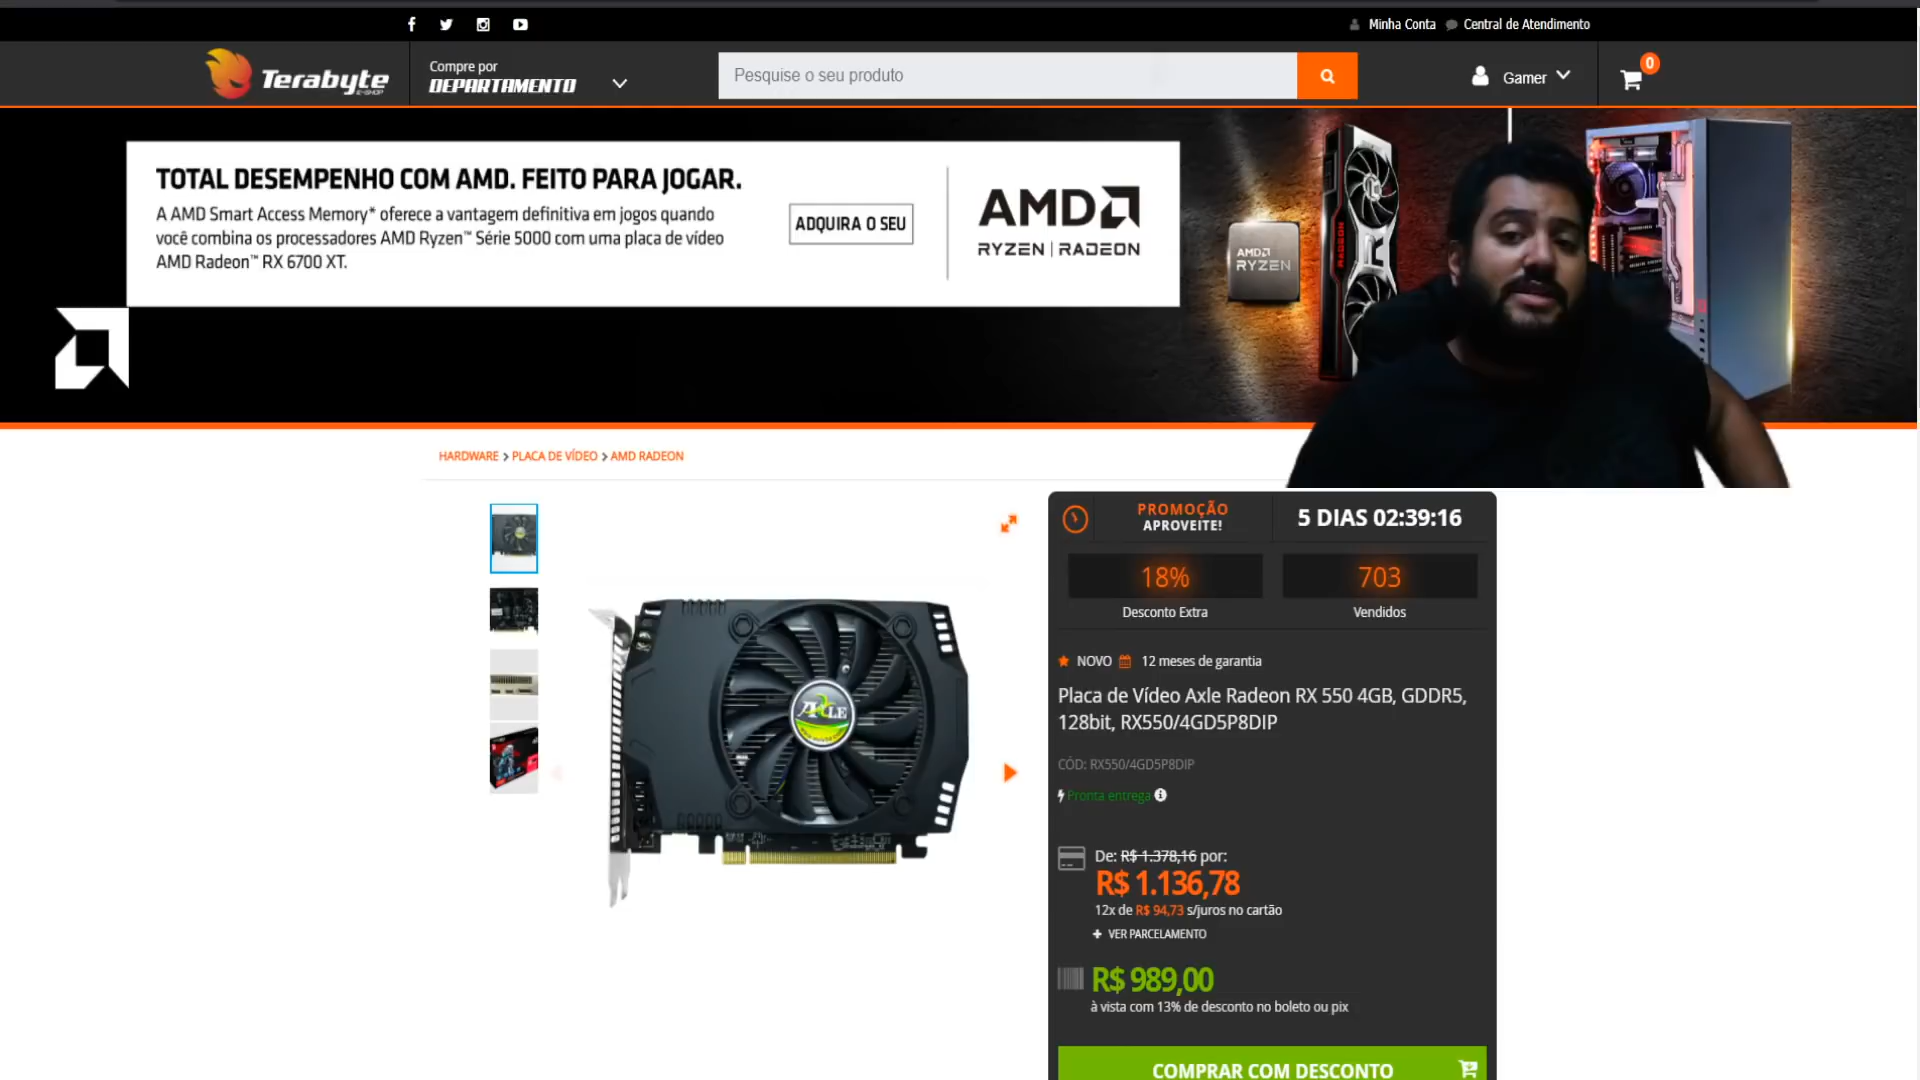 Minha Conta
Central de Atendimento
Terabyte
E-SHOP
Compre por
DEPARTAMENTO
Pesquise o seu produto
Gamer
0
TOTAL DESEMPENHO COM AMD. FEITO PARA JOGAR.
A AMD Smart Access Memory* oferece a vantagem definitiva em jogos quando
você combina os processadores AMD Ryzen™ Série 5000 com uma placa de vídeo
AMD Radeon™ RX 6700 XT.
ADQUIRA O SEU
AMD
RYZEN | RADEON
AMD
RYZEN
RADEON
HARDWARE > PLACA DE VÍDEO > AMD RADEON
PROMOÇÃO
APROVEITE!
5 DIAS 02:39:16
18%
Desconto Extra
703
Vendidos
NOVO
12 meses de garantia
Placa de Vídeo Axle Radeon RX 550 4GB, GDDR5,
128bit, RX550/4GD5P8DIP
CÓD: RX550/4GD5P8DIP
Pronta entrega
De: R$ 1.378,16 por:
R$ 1.136,78
12x de R$ 94,73 s/juros no cartão
+ VER PARCELAMENTO
R$ 989,00
à vista com 13% de desconto no boleto ou pix
COMPRAR COM DESCONTO
AXLE